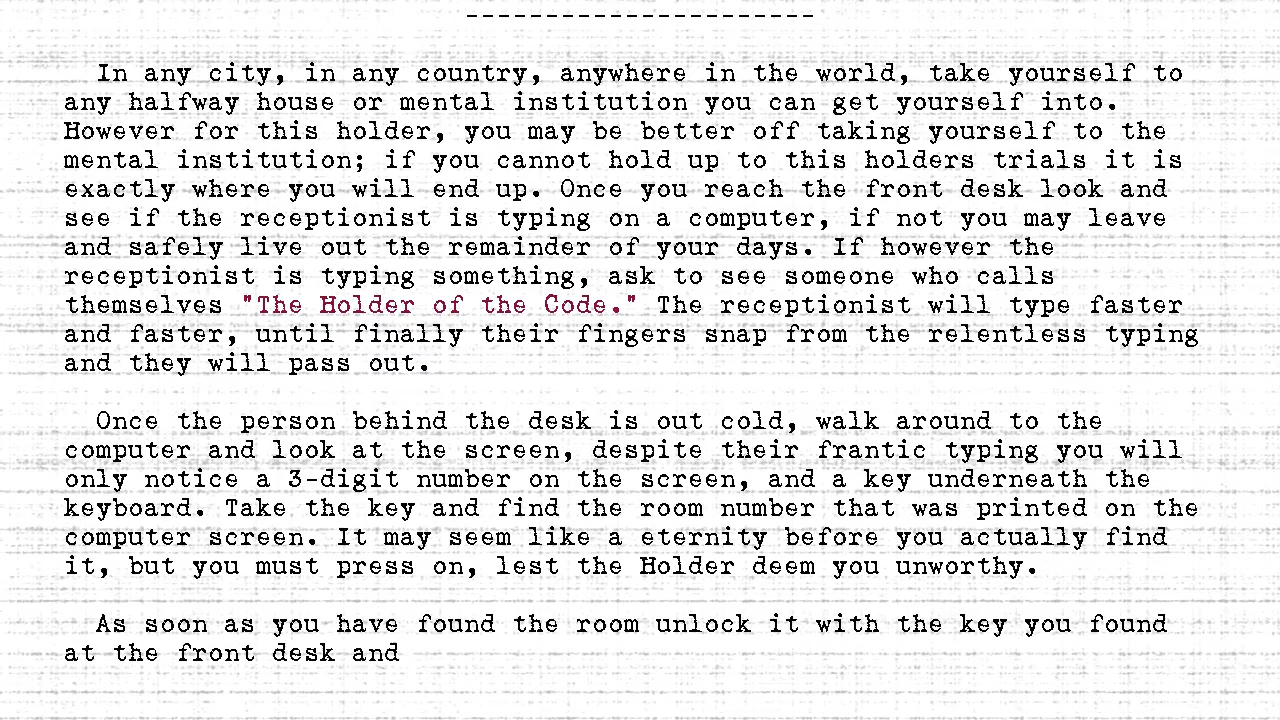 ----------------------
In any city, in any country, anywhere in the world, take yourself to
any halfway house or mental institution you can get yourself into.
However for this holder, you may be better off taking yourself to the
mental institution; if you cannot hold up to this holders trials it is
exactly where you will end up. Once you reach the front desk look and
see if the receptionist is typing on a computer, if not you may leave
and safely live out the remainder of your days. If however the
receptionist is typing something, ask to see someone who calls
themselves "The Holder of the Code." The receptionist will type faster
and faster, until finally their fingers snap from the relentless typing
and they will pass out.
Once the person behind the desk is out cold, walk around to the
computer and look at the screen, despite their frantic typing you will
only notice a 3-digit number on the screen, and a key underneath the
keyboard. Take the key and find the room number that was printed on the
computer screen. It may seem like a eternity before you actually find
it, but you must press on, lest the Holder deem you unworthy.
As soon as you have found the room unlock it with the key you found
at the front desk and